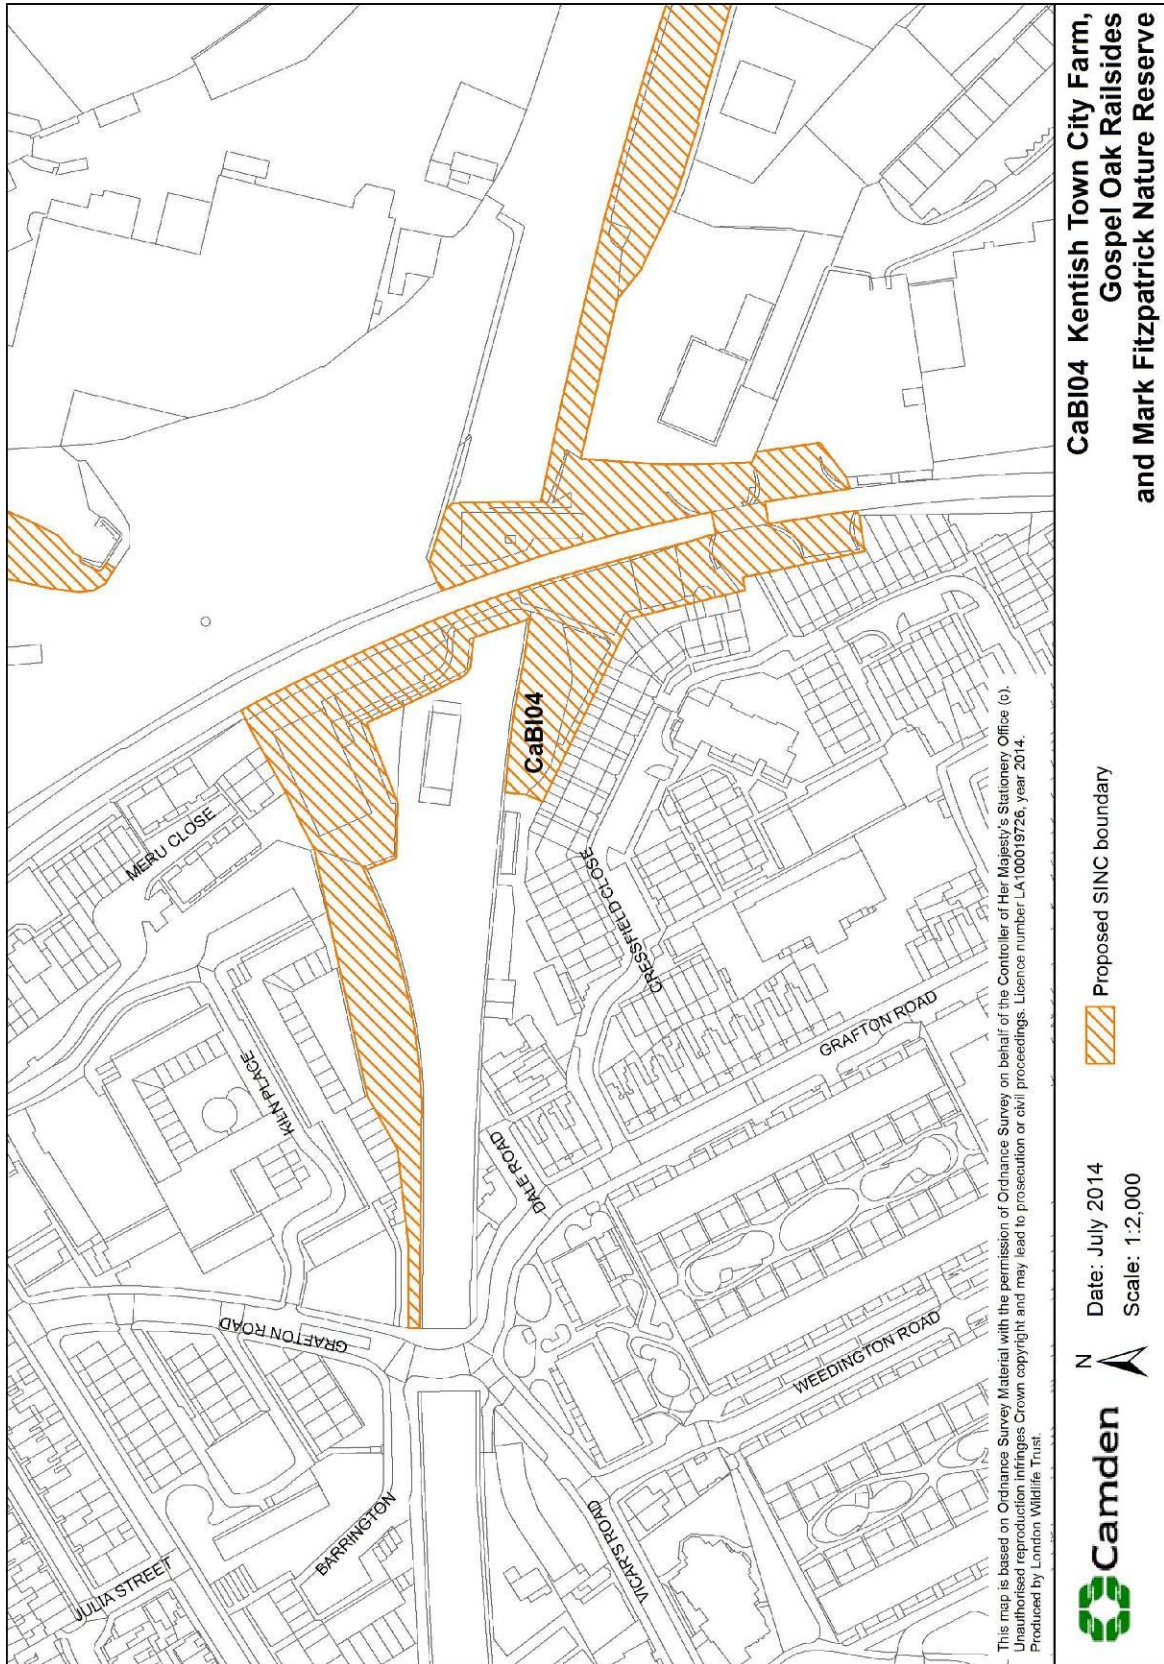 CaBI04 Kentish Town City Farm,
Gospel Oak Railsides
and Mark Fitzpatrick Nature Reserve
MERU CLOSE
KILN PLACE
GRAFTON ROAD
JULIA STREET
BARRINGTON
CaBI04
CRESSFIELD CLOSE
DALE ROAD
GRAFTON ROAD
VICAR'S ROAD
WEEDINGTON ROAD
This map is based on Ordnance Survey Material with the permission of Ordnance Survey on behalf of the Controller of Her Majesty's Stationery Office (c).
Unauthorised reproduction infringes Crown copyright and may lead to prosecution or civil proceedings. Licence number LA100019726, year 2014.
Produced by London Wildlife Trust.
Camden
N
Date: July 2014
Scale: 1:2,000
Proposed SINC boundary